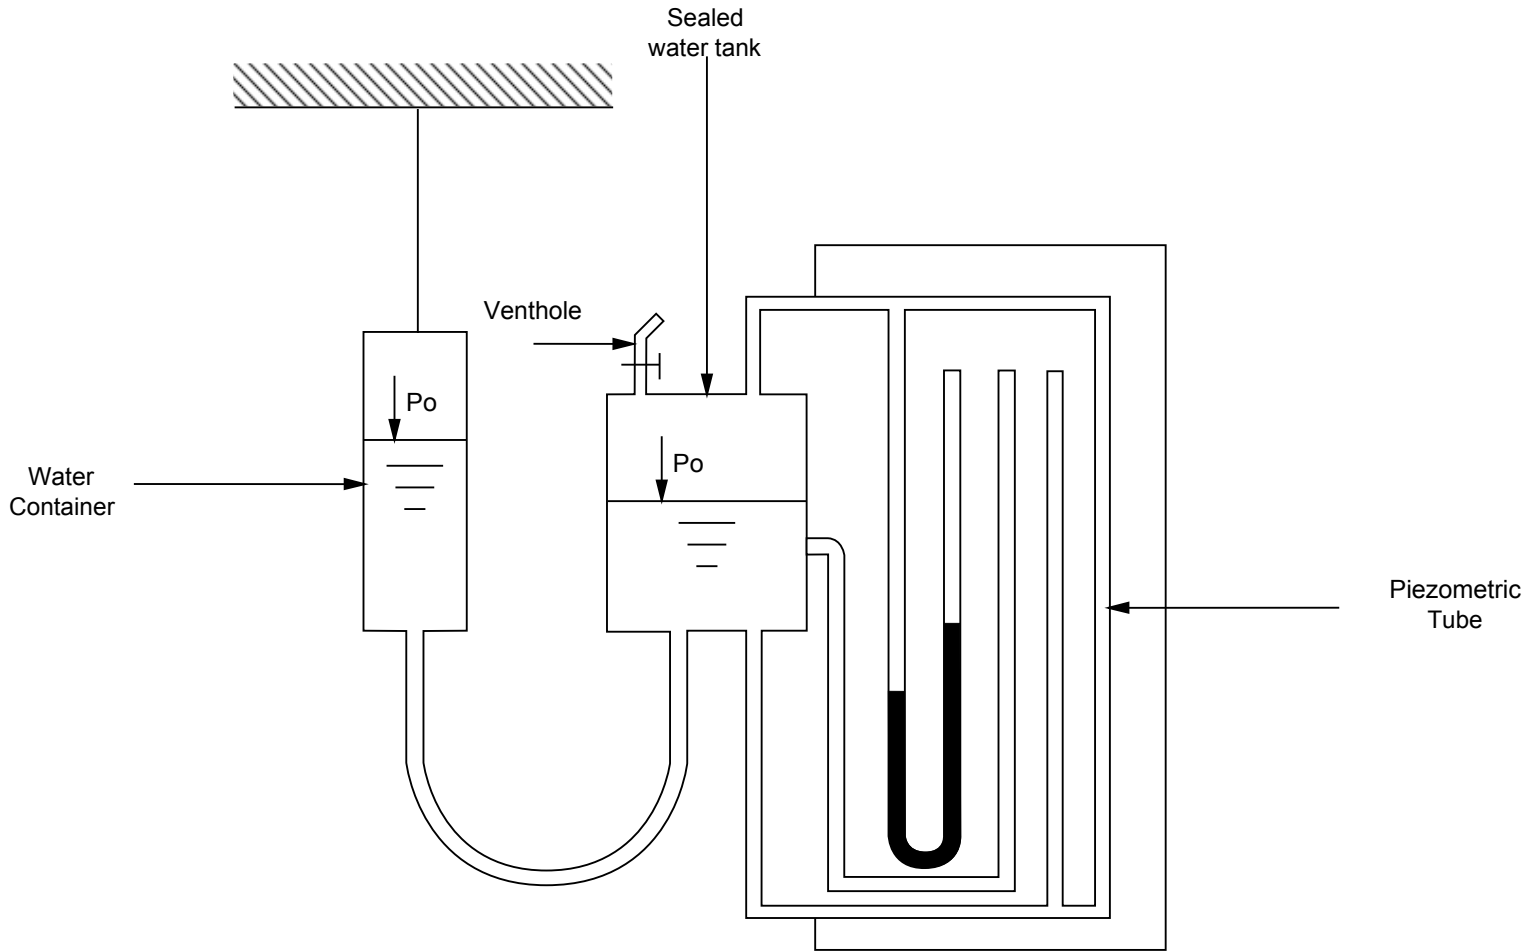 Sealed
water tank
Venthole
Po
Po
Water
Container
Piezometric
Tube